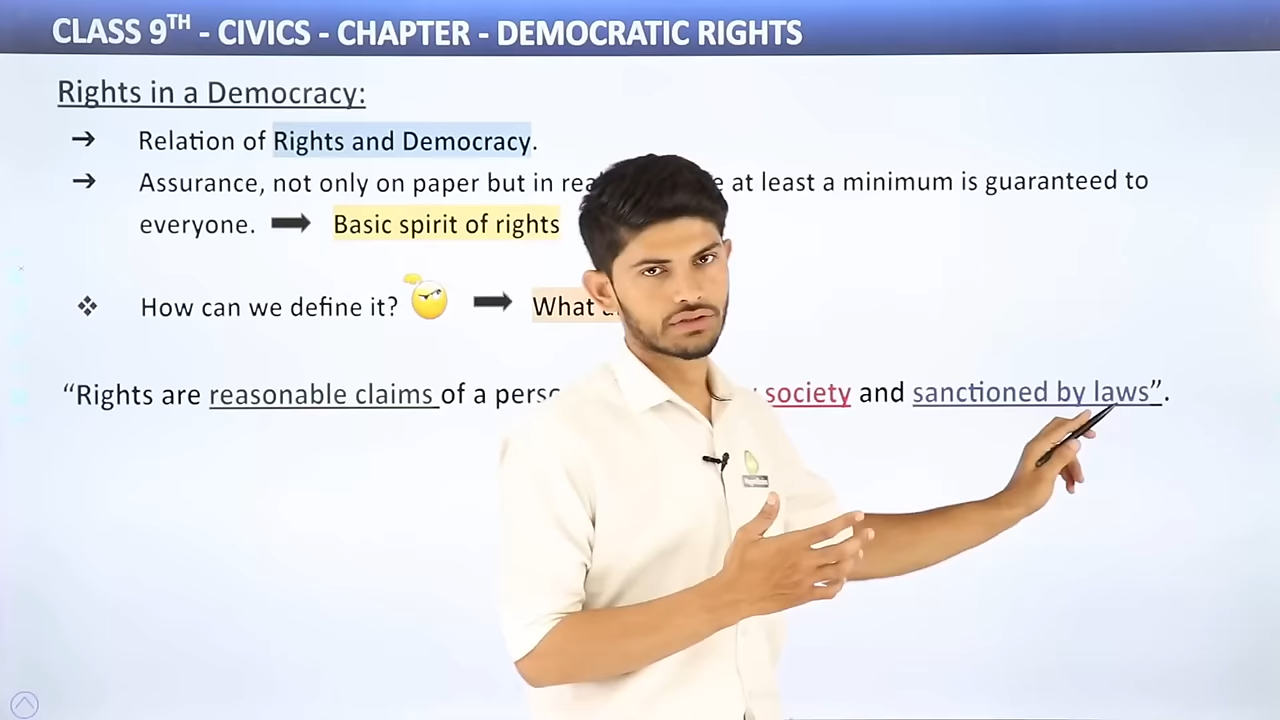 CLASS 9TH - CIVICS - CHAPTER - DEMOCRATIC RIGHTS
Rights in a Democracy:
→ Relation of Rights and Democracy.
→ Assurance, not only on paper but in at least a minimum is guaranteed to
everyone. ➡ Basic spirit of rights
❖ How can we define it? ➡ What
“Rights are reasonable claims of a society and sanctioned by laws”.